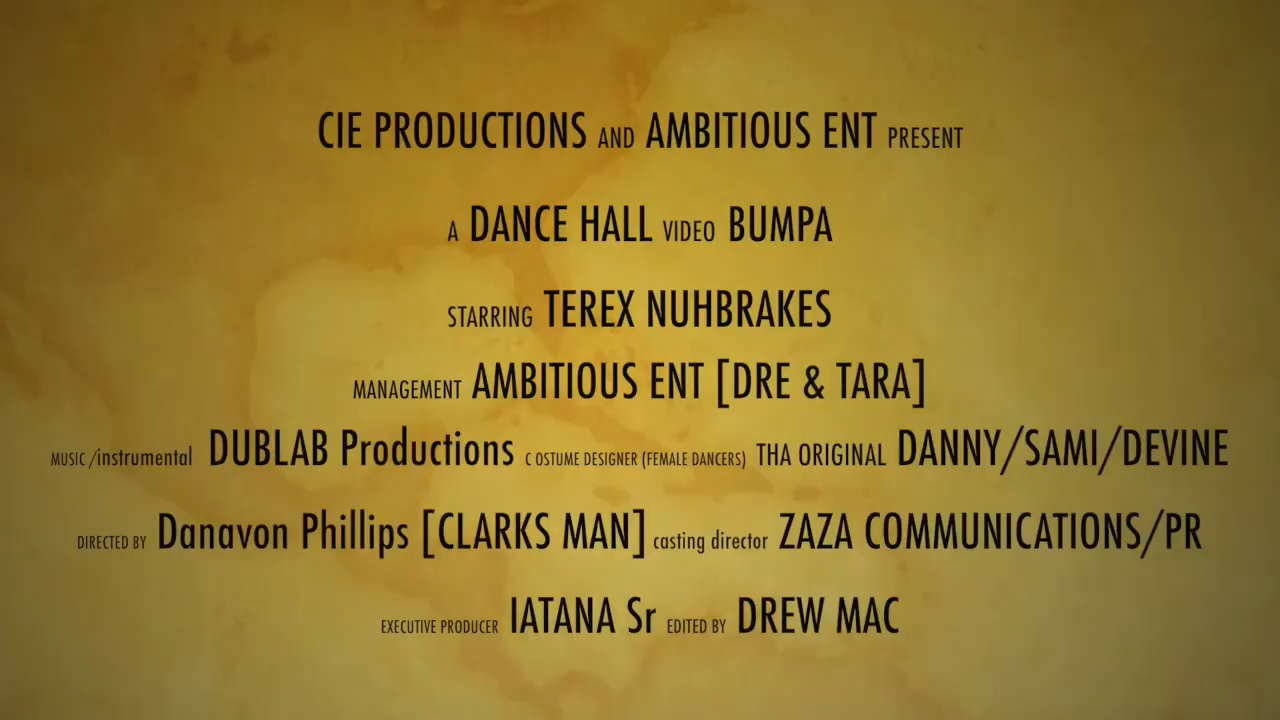 CIE PRODUCTIONS AND AMBITIOUS ENT PRESENT
A DANCE HALL VIDEO BUMPA
STARRING TEREX NUHBRAKES
MANAGEMENT AMBITIOUS ENT [DRE & TARA]
MUSIC /instrumental DUBLAB Productions C OSTUME DESIGNER (FEMALE DANCERS) THA ORIGINAL DANNY/SAMI/DEVINE
DIRECTED BY Danavon Phillips [CLARKS MAN] casting director ZAZA COMMUNICATIONS/PR
EXECUTIVE PRODUCER IATANA Sr EDITED BY DREW MAC